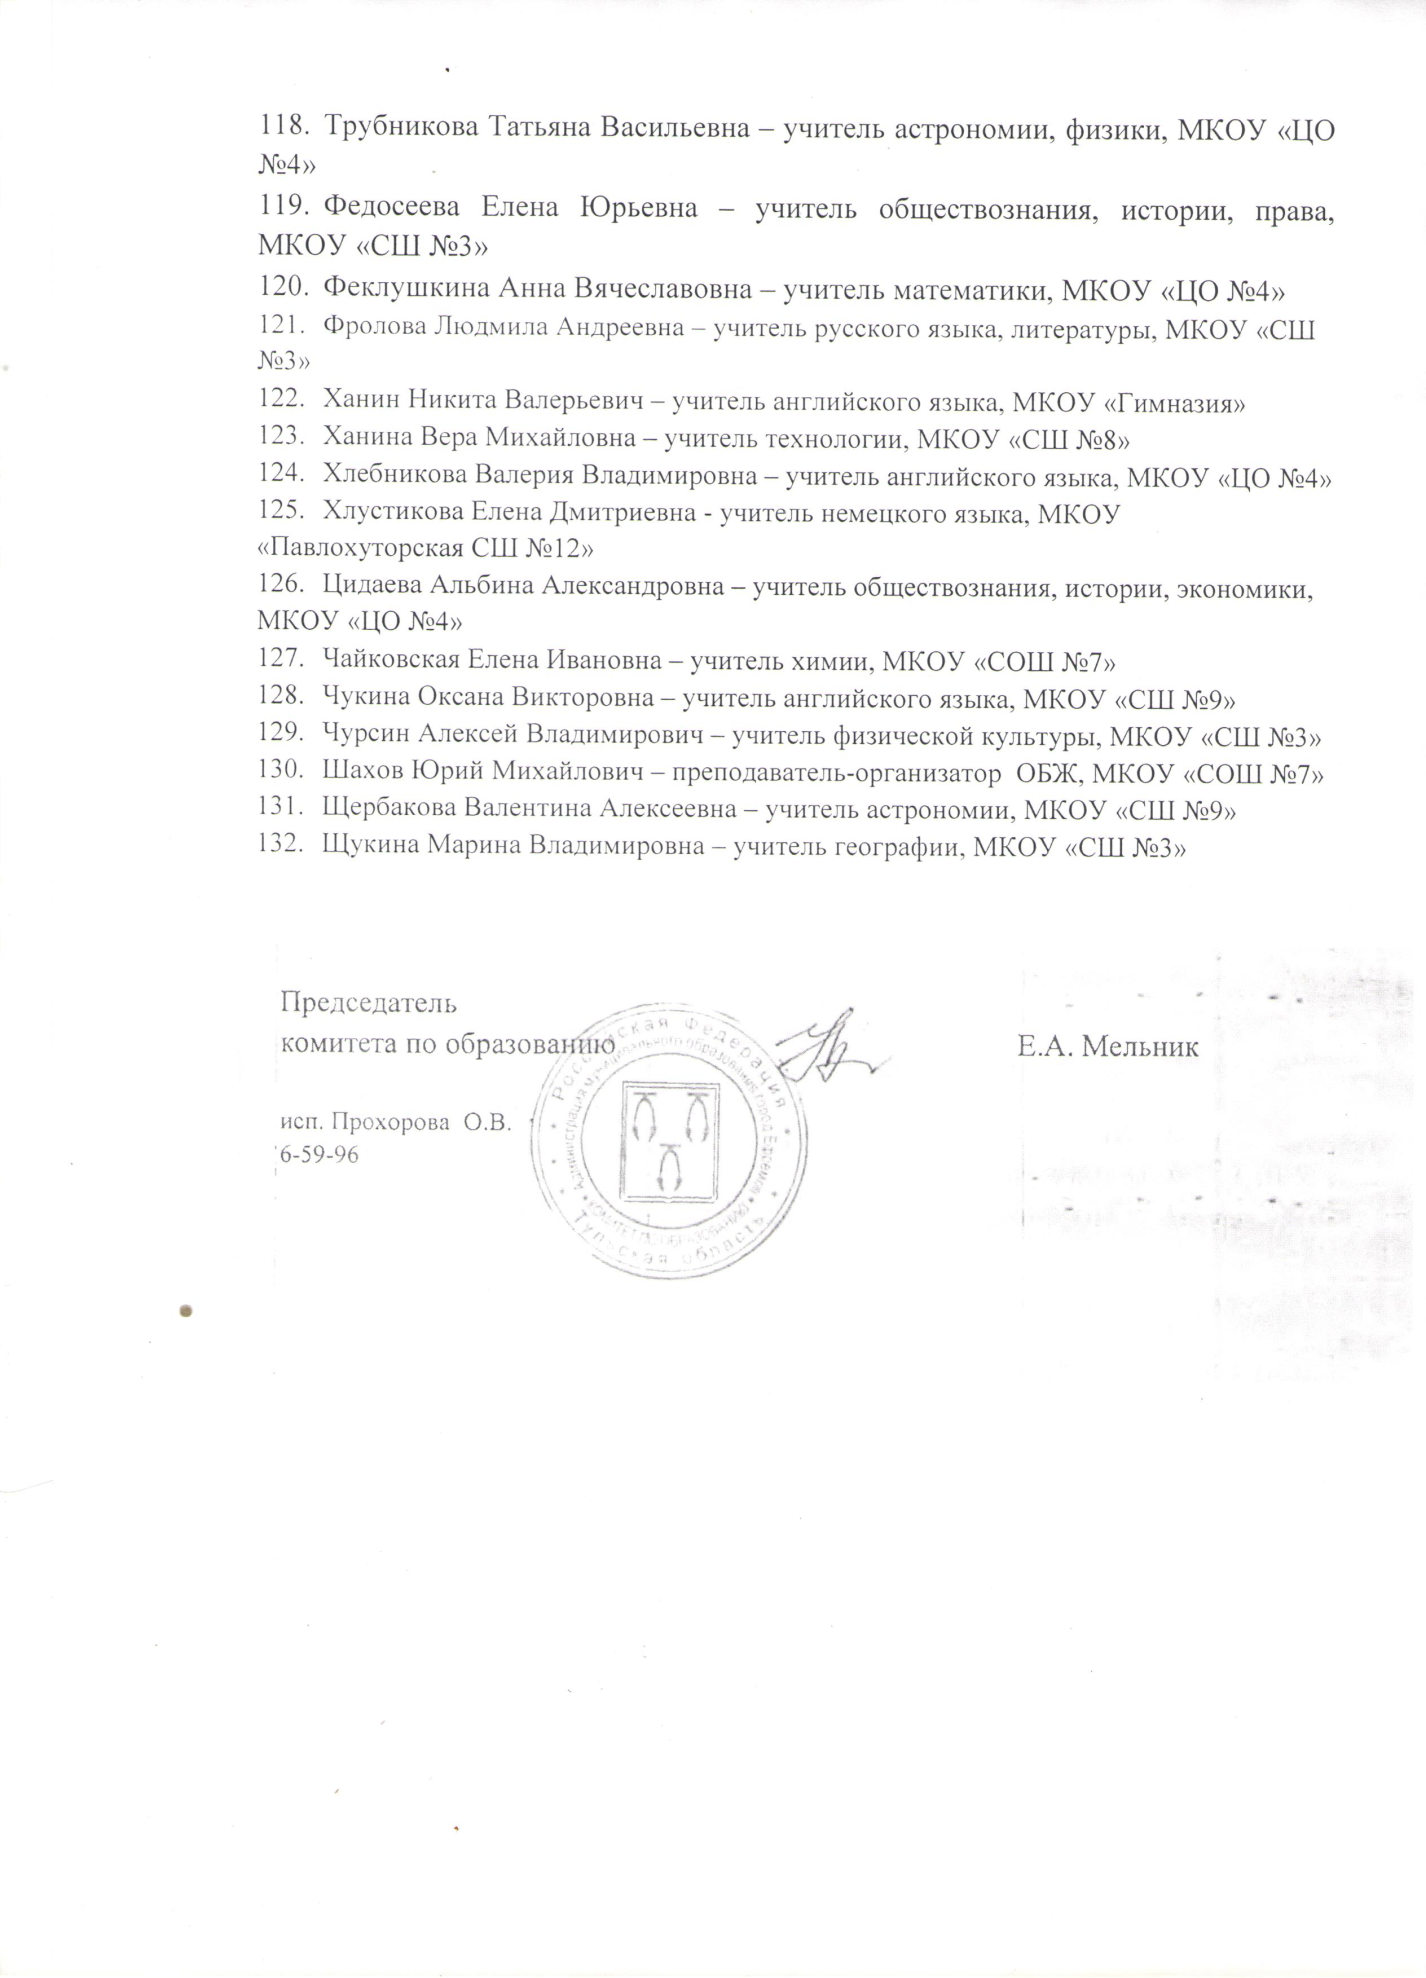 118. Трубникова Татьяна Васильевна – учитель астрономии, физики, МКОУ «ЦО
№4»
119. Федосеева Елена Юрьевна – учитель обществознания, истории, права,
МКОУ «СШ №3»
120. Феклушкина Анна Вячеславовна – учитель математики, МКОУ «ЦО №4»
121. Фролова Людмила Андреевна – учитель русского языка, литературы, МКОУ «СШ
№3»
122. Ханин Никита Валерьевич – учитель английского языка, МКОУ «Гимназия»
123. Ханина Вера Михайловна – учитель технологии, МКОУ «СШ №8»
124. Хлебникова Валерия Владимировна – учитель английского языка, МКОУ «ЦО №4»
125. Хлустикова Елена Дмитриевна - учитель немецкого языка, МКОУ
«Павлохуторская СШ №12»
126. Цидаева Альбина Александровна – учитель обществознания, истории, экономики,
МКОУ «ЦО №4»
127. Чайковская Елена Ивановна – учитель химии, МКОУ «СОШ №7»
128. Чукина Оксана Викторовна – учитель английского языка, МКОУ «СШ №9»
129. Чурсин Алексей Владимирович – учитель физической культуры, МКОУ «СШ №3»
130. Шахов Юрий Михайлович – преподаватель-организатор ОБЖ, МКОУ «СОШ №7»
131. Щербакова Валентина Алексеевна – учитель астрономии, МКОУ «СШ №9»
132. Щукина Марина Владимировна – учитель географии, МКОУ «СШ №3»
Председатель
комитета по образованию Е.А. Мельник
исп. Прохорова О.В.
6-59-96
Российская Федерация
Администрация муниципального образования город Ефремов
Комитет по образованию
Тульская область